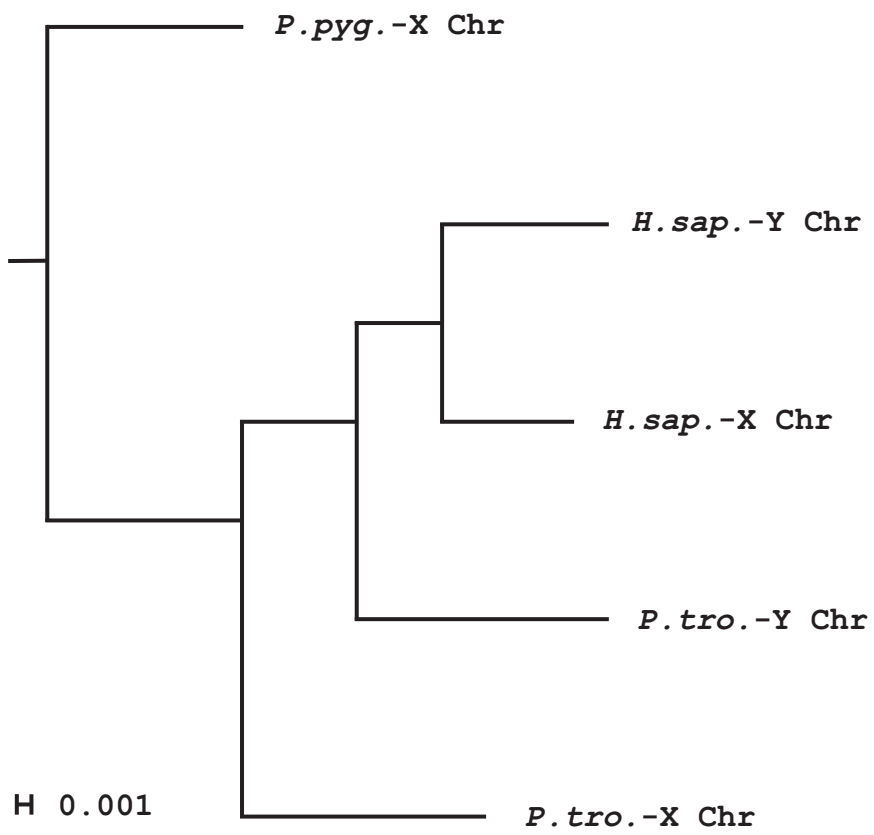 P.pyg.-X Chr
H.sap.-Y Chr
H.sap.-X Chr
P.tro.-Y Chr
0.001
P.tro.-X Chr